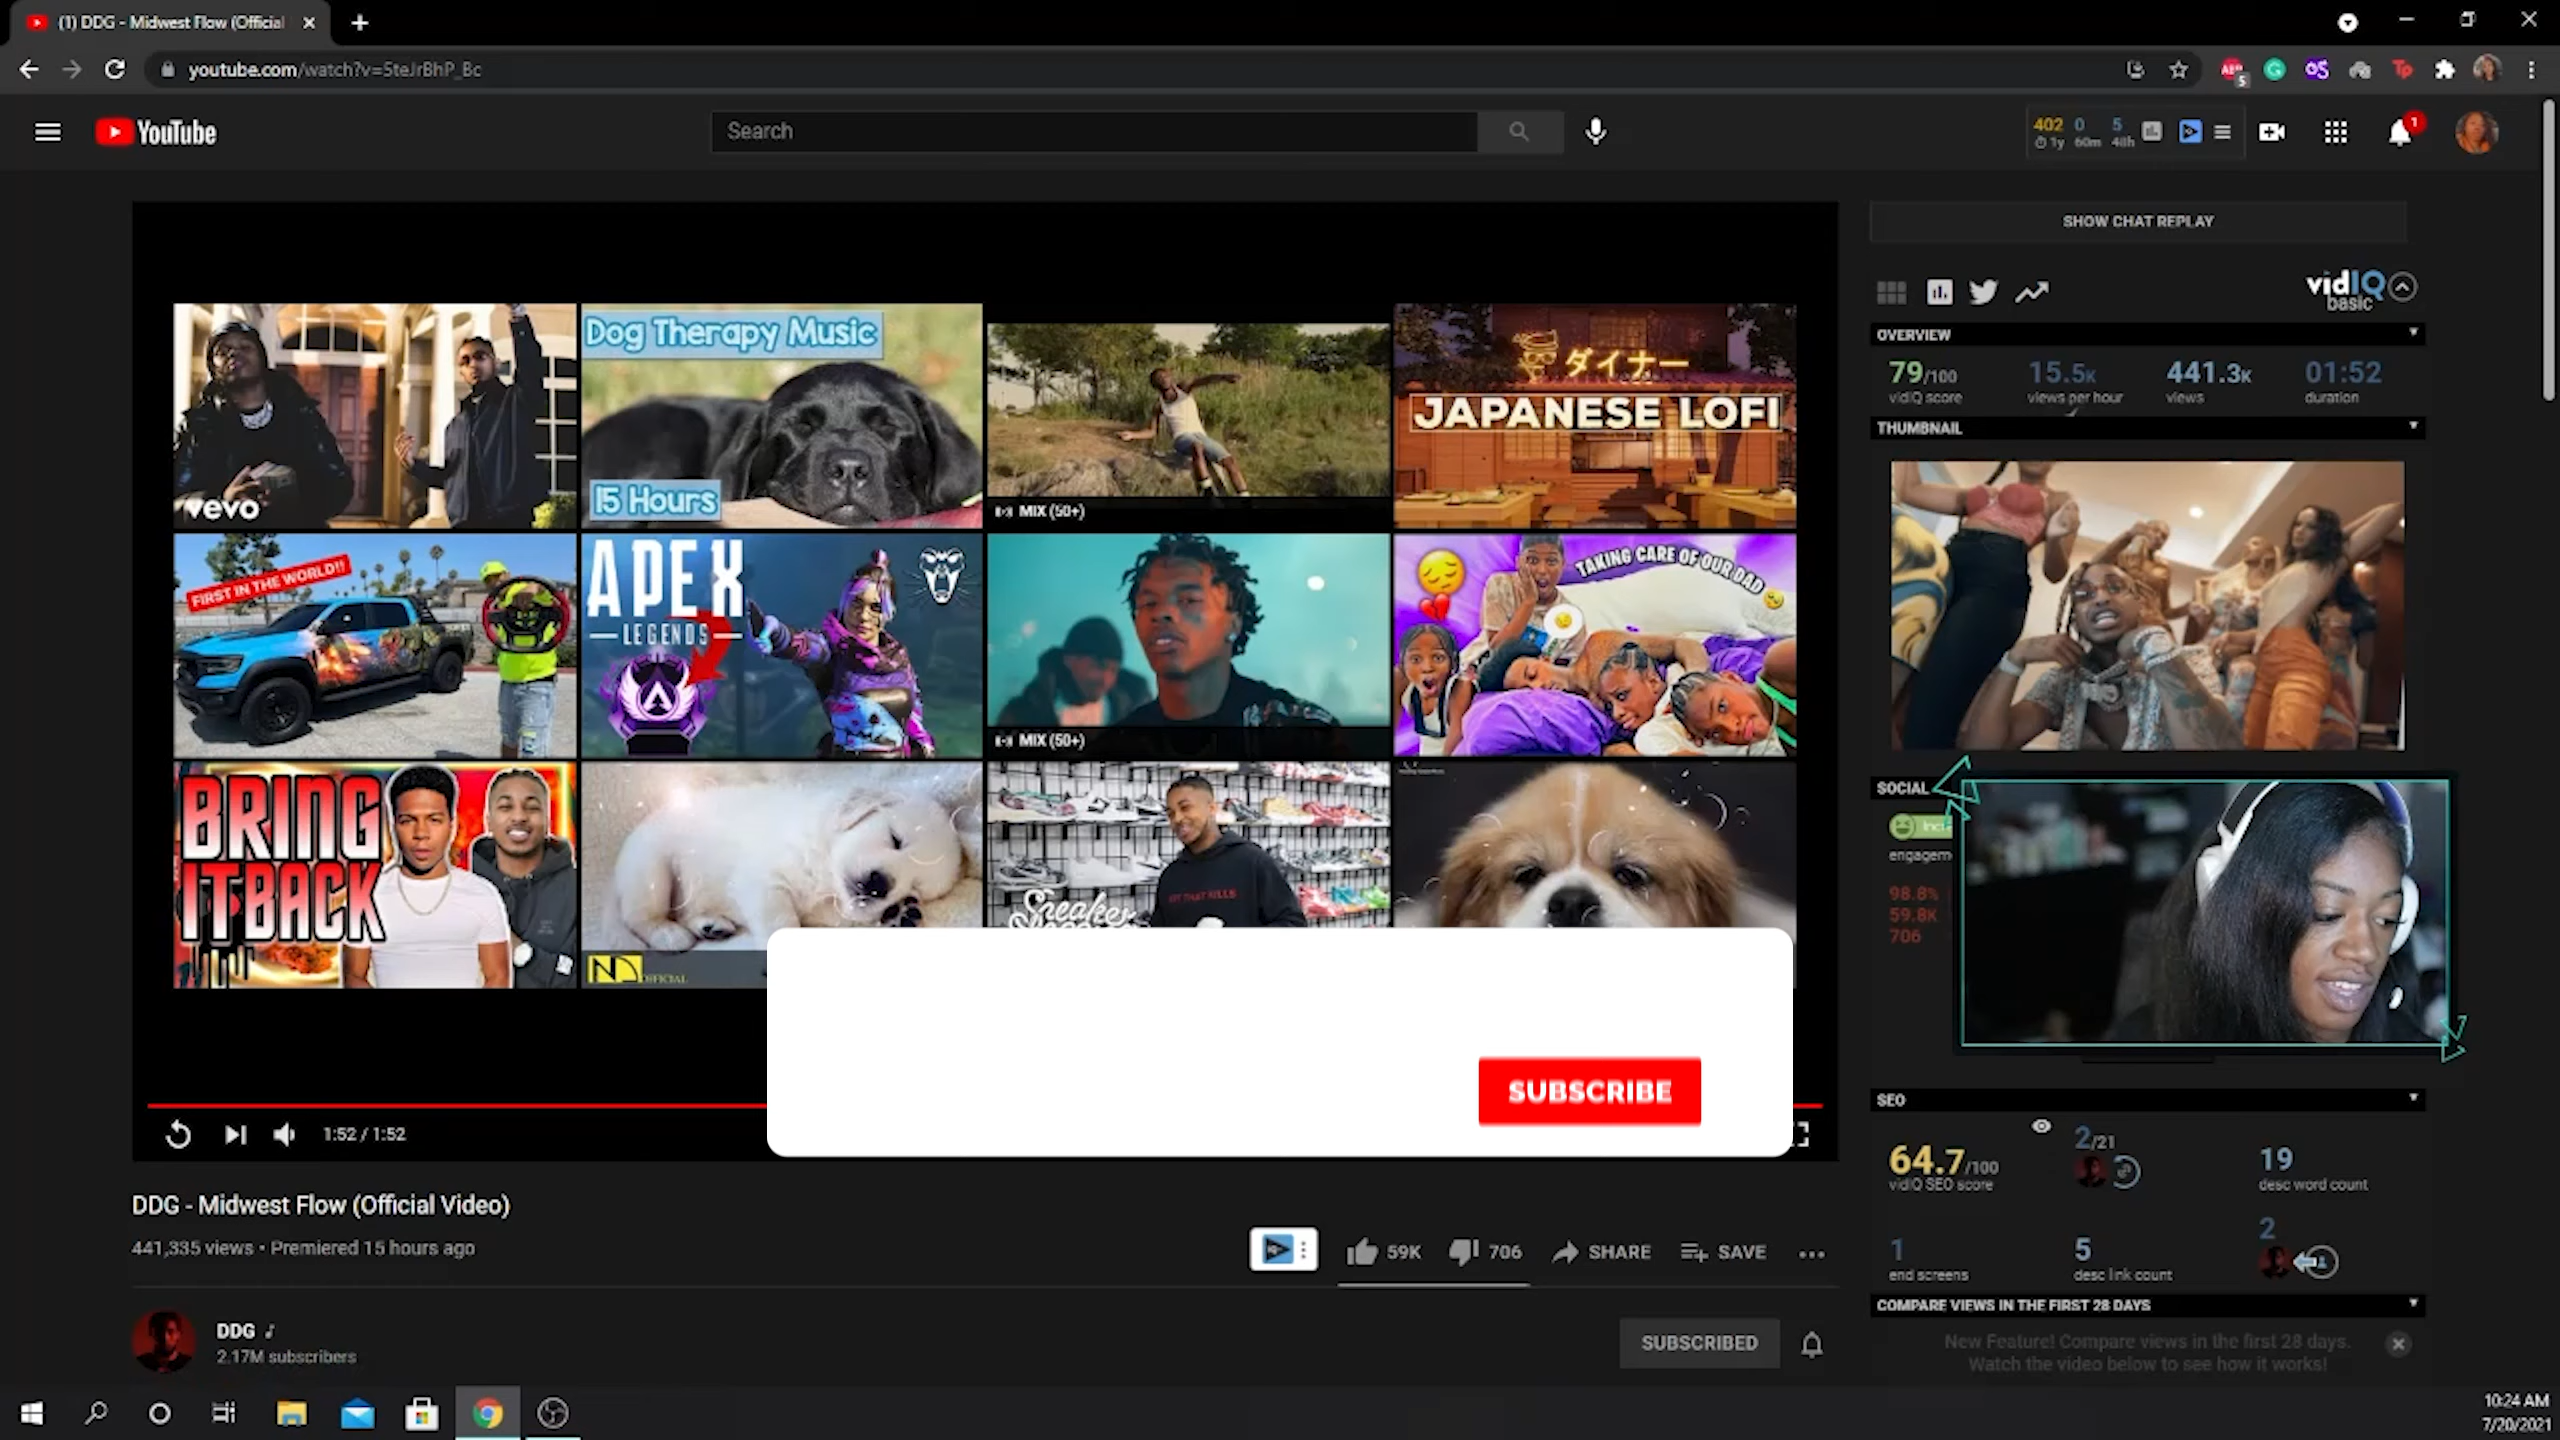 (1) DDG - Midwest Flow (Official
youtube.com/watch?v=5teJrBhP_Bc
YouTube
Search
402 0 5
1y 60m 48h
1
SHOW CHAT REPLAY
vidIQ
basic
OVERVIEW
79/100 15.5K 441.3K 01:52
vidIQ score views per hour views duration
THUMBNAIL
vevo
Dog Therapy Music
15 Hours
MIX (50+)
ダイナー
JAPANESE LOFI
FIRST IN THE WORLD!!
APEX
LEGENDS
MIX (50+)
TAKING CARE OF OUR DAD
BRING
IT BACK
ND OFFICIAL
Sneaker
SOCIAL
engagem
98.8%
59.8K
706
SUBSCRIBE
1:52 / 1:52
SEO
64.7/100
vidIQ SEO score
2/21
19
desc word count
1
end screens
5
desc link count
2
COMPARE VIEWS IN THE FIRST 28 DAYS
New Feature! Compare views in the first 28 days.
Watch the video below to see how it works!
DDG - Midwest Flow (Official Video)
441,335 views • Premiered 15 hours ago
59K 706 SHARE SAVE
DDG
2.17M subscribers
SUBSCRIBED
10:24 AM
7/20/2021